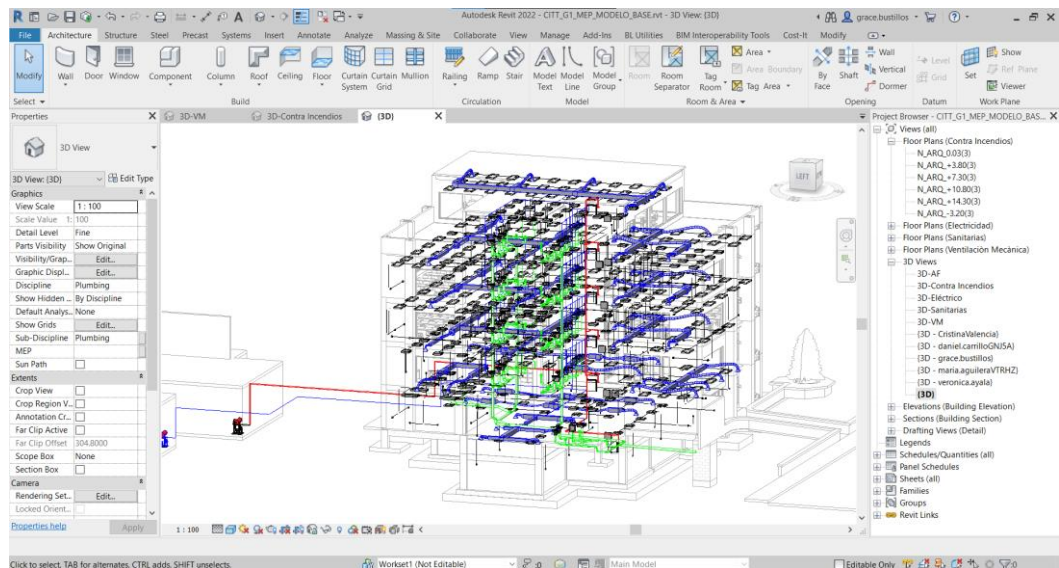 Autodesk Revit 2022 - CITT_G1_MEP_MODELO_BASE.rvt - 3D View: {3D}
grace.bustillos
File Architecture Structure Steel Precast Systems Insert Annotate Analyze Massing & Site Collaborate View Manage Add-Ins BL Utilities BIM Interoperability Tools Cost-It Modify
Modify Wall Door Window Component Column Roof Ceiling Floor Curtain System Curtain Grid Mullion Railing Ramp Stair Model Text Model Line Model Group Room Room Separator Tag Room Area Area Boundary Tag Area By Face Shaft Wall Vertical Dormer Level Grid Set Show Ref Plane Viewer
Select Build Circulation Model Room & Area Opening Datum Work Plane
Properties
3D-VM 3D-Contra Incendios {3D}
Project Browser - CITT_G1_MEP_MODELO_BAS...
3D View
3D View: {3D} Edit Type
Graphics
View Scale 1 : 100
Scale Value 1: 100
Detail Level Fine
Parts Visibility Show Original
Visibility/Grap... Edit...
Graphic Displ... Edit...
Discipline Plumbing
Show Hidden ... By Discipline
Default Analys... None
Show Grids Edit...
Sub-Discipline Plumbing
MEP
Sun Path
Extents
Crop View
Crop Region V...
Annotation Cr...
Far Clip Active
Far Clip Offset 304.8000
Scope Box None
Section Box
Camera
Rendering Set... Edit...
Locked Orient...
Properties help Apply
LEFT
Views (all)
Floor Plans (Contra Incendios)
N_ARQ_0.03(3)
N_ARQ_+3.80(3)
N_ARQ_+7.30(3)
N_ARQ_+10.80(3)
N_ARQ_+14.30(3)
N_ARQ_-3.20(3)
Floor Plans (Electricidad)
Floor Plans (Sanitarias)
Floor Plans (Ventilación Mecánica)
3D Views
3D-AF
3D-Contra Incendios
3D-Eléctrico
3D-Sanitarias
3D-VM
{3D - CristinaValencia}
{3D - daniel.carrilloGNJ5A}
{3D - grace.bustillos}
{3D - maria.aguileraVTRHZ}
{3D - veronica.ayala}
{3D}
Elevations (Building Elevation)
Sections (Building Section)
Drafting Views (Detail)
Legends
Schedules/Quantities (all)
Panel Schedules
Sheets (all)
Families
Groups
Revit Links
1 : 100
Click to select, TAB for alternates, CTRL adds, SHIFT unselects. Workset1 (Not Editable) :0 Main Model Editable Only :0